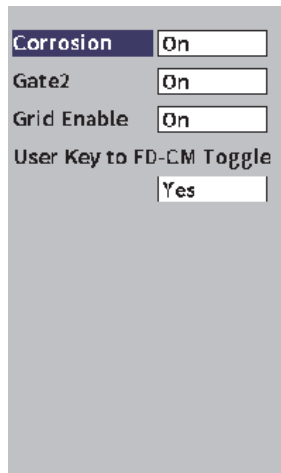 Corrosion On
Gate2 On
Grid Enable On
User Key to FD-CM Toggle
Yes